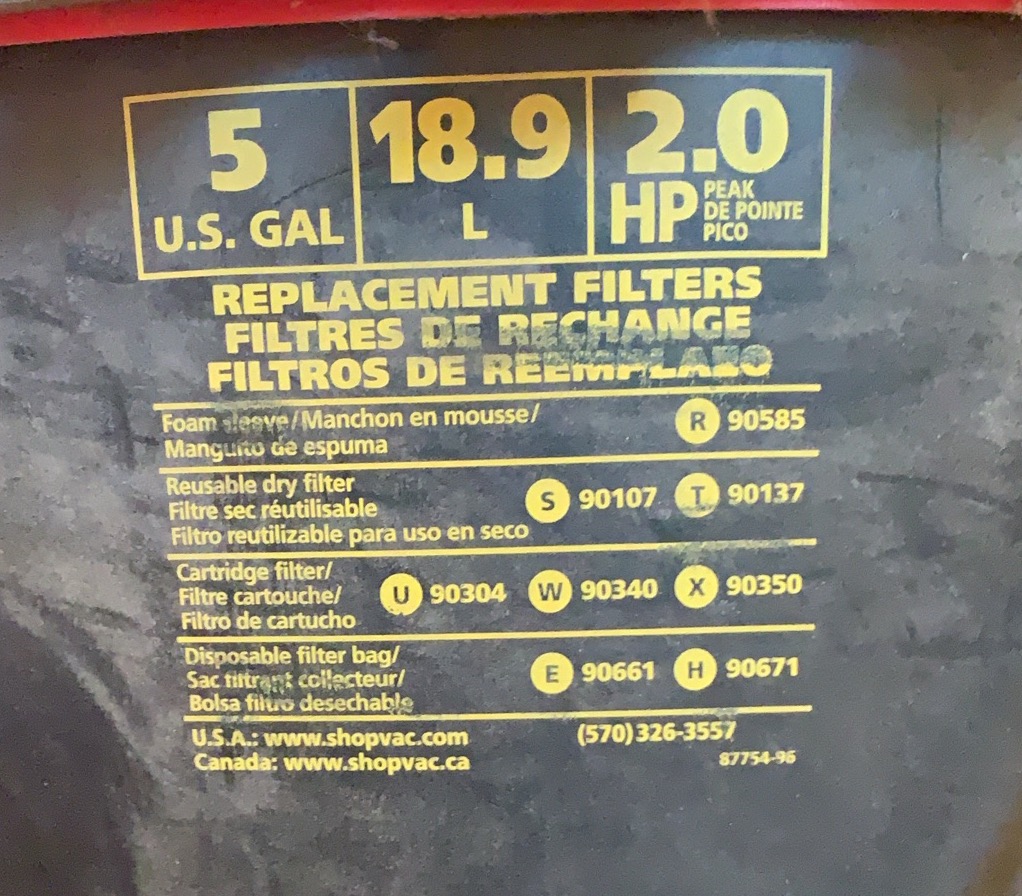 5
U.S. GAL
18.9
L
2.0
HP PEAK
DE POINTE
PICO
REPLACEMENT FILTERS
FILTRES DE RECHANGE
FILTROS DE REEMPLAZO
Foam sleeve/Manchon en mousse/
Manguito de espuma
R 90585
Reusable dry filter
Filtre sec réutilisable
Filtro reutilizable para uso en seco
S 90107 T 90137
Cartridge filter/
Filtre cartouche/
Filtro de cartucho
U 90304 W 90340 X 90350
Disposable filter bag/
Sac filtrant collecteur/
Bolsa filtro desechable
E 90661 H 90671
U.S.A.: www.shopvac.com
Canada: www.shopvac.ca
(570) 326-3557
87754-96